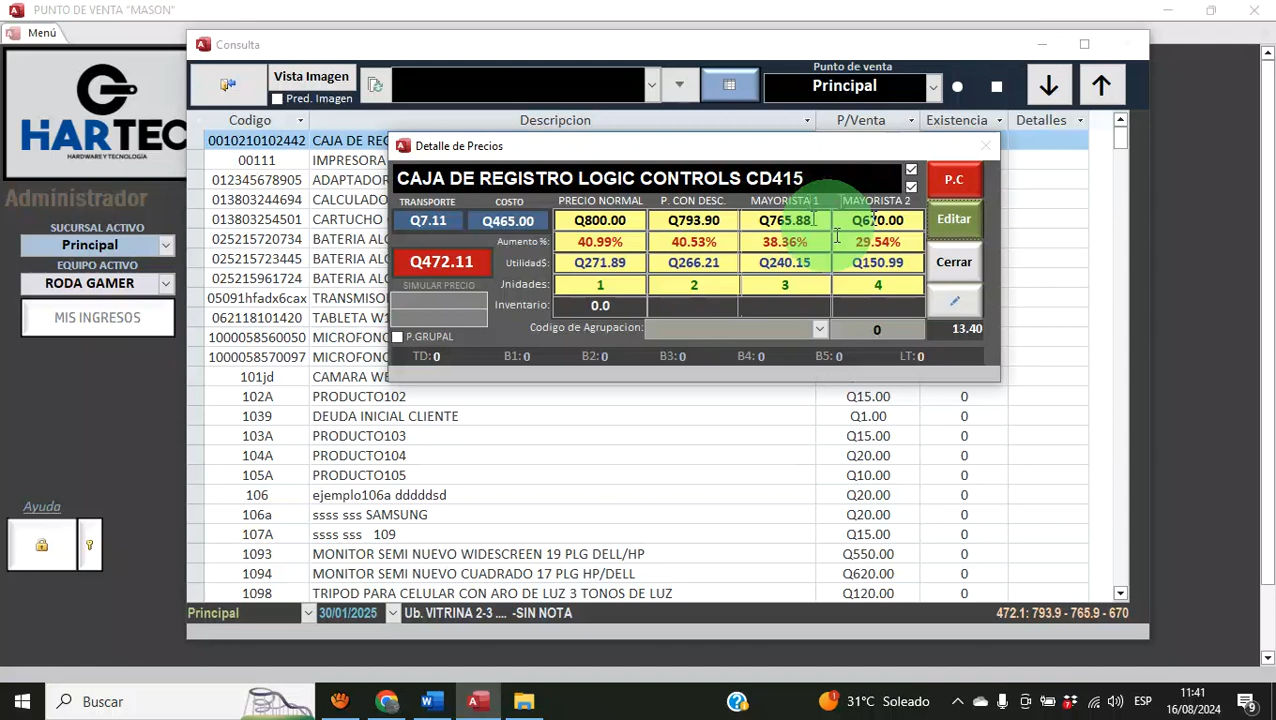 PUNTO DE VENTA "MASON"
Menú
HARTEC
HARDWARE Y TECNOLOGÍA
Administrador
SUCURSAL ACTIVO
Principal
EQUIPO ACTIVO
RODA GAMER
MIS INGRESOS
Ayuda
Consulta
Vista Imagen
Pred. Imagen
Punto de venta
Principal
Codigo Descripcion P/Venta Existencia Detalles
0010210102442 CAJA DE REG
00111 IMPRESORA
012345678905 ADAPTADOR
013803244694 CALCULADO
013803254501 CARTUCHO
025215720734 BATERIA ALC
025215723445 BATERIA ALC
025215961724 BATERIA ALC
05091hfadx6cax TRANSMISO
062118101420 TABLETA W1
1000058560050 MICROFONO
1000058570097 MICROFONO
101jd CAMARA WE
102A PRODUCTO102 Q15.00 0
1039 DEUDA INICIAL CLIENTE Q1.00 0
103A PRODUCTO103 Q15.00 0
104A PRODUCTO104 Q20.00 0
105A PRODUCTO105 Q10.00 0
106 ejemplo106a dddddsd Q20.00 0
106a ssss sss SAMSUNG Q20.00 0
107A ssss sss 109 Q15.00 0
1093 MONITOR SEMI NUEVO WIDESCREEN 19 PLG DELL/HP Q550.00 0
1094 MONITOR SEMI NUEVO CUADRADO 17 PLG HP/DELL Q620.00 0
1098 TRIPOD PARA CELULAR CON ARO DE LUZ 3 TONOS DE LUZ Q120.00 0
Principal 30/01/2025 Ub. VITRINA 2-3 .... -SIN NOTA 472.1: 793.9 - 765.9 - 670
Detalle de Precios
CAJA DE REGISTRO LOGIC CONTROLS CD415
P.C
TRANSPORTE COSTO PRECIO NORMAL P. CON DESC. MAYORISTA 1 MAYORISTA 2
Q7.11 Q465.00 Q800.00 Q793.90 Q765.88 Q670.00 Editar
Aumento %: 40.99% 40.53% 38.36% 29.54%
Q472.11 Utilidad$: Q271.89 Q266.21 Q240.15 Q150.99 Cerrar
SIMULAR PRECIO Unidades: 1 2 3 4
Inventario: 0.0
Codigo de Agrupacion: 0 13.40
P.GRUPAL
TD: 0 B1: 0 B2: 0 B3: 0 B4: 0 B5: 0 LT: 0
Buscar
31°C Soleado
ESP
11:41
16/08/2024
9